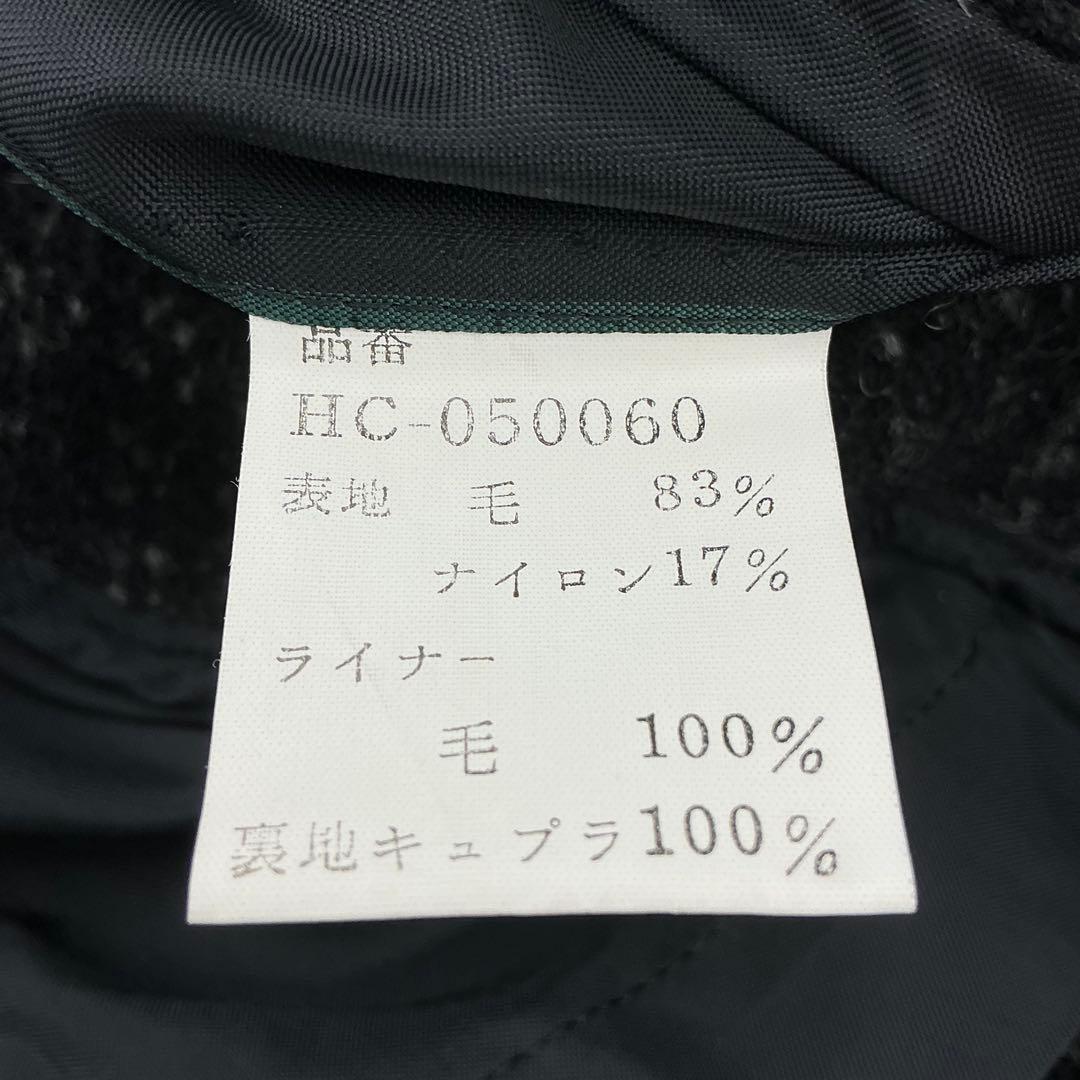 品番
HC-050060
表地 毛 83%
ナイロン17%
ライナー
毛 100%
裏地キュプラ100%